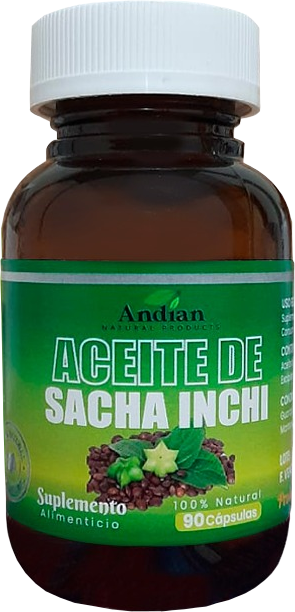 Andian
NATURAL PRODUCTS
ACEITE DE
SACHA INCHI
Suplemento
Alimenticio
100% Natural
90 Cápsulas